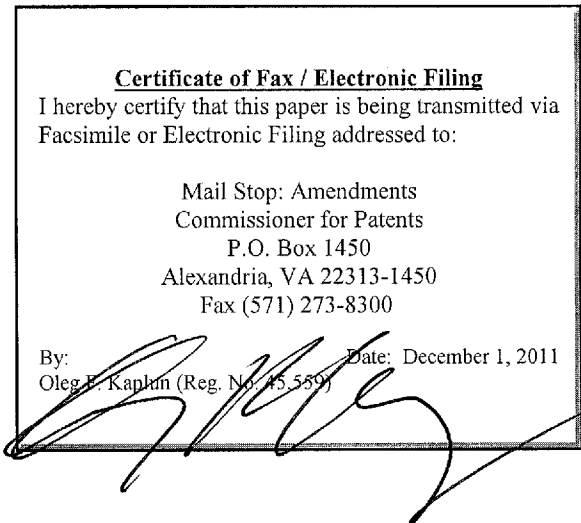 Certificate of Fax / Electronic Filing
I hereby certify that this paper is being transmitted via
Facsimile or Electronic Filing addressed to:
Mail Stop: Amendments
Commissioner for Patents
P.O. Box 1450
Alexandria, VA 22313-1450
Fax (571) 273-8300
By: Date: December 1, 2011
Oleg F. Kaplun (Reg. No. 45,559)